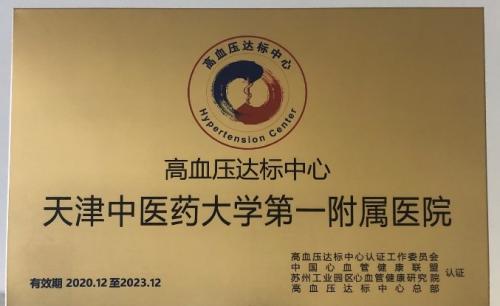 高血压达标中心
Hypertension Center
高血压达标中心
天津中医药大学第一附属医院
高血压达标中心认证工作委员会
中国心血管健康联盟
苏州工业园区心血管健康研究院
高血压达标中心总部
认证
有效期 2020.12 至2023.12